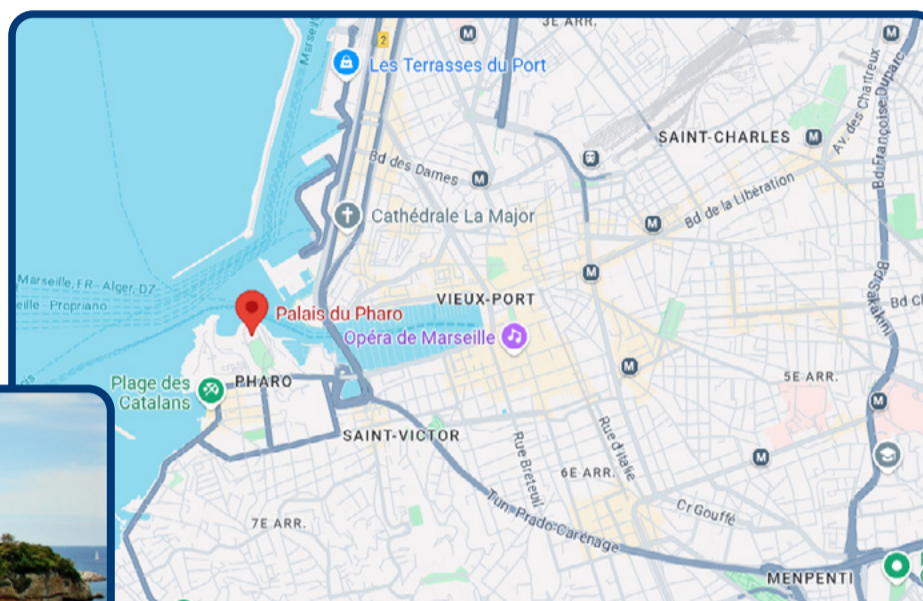 3E ARR.
Marseille
2
M
Les Terrasses du Port
M
Av. des Chartreux
Bd Françoise Duparc
SAINT-CHARLES
M
Bd des Dames
M
Bd de la Libération
Cathédrale La Major
M
M
Marseille, FR - Alger, DZ
eille - Propriano
VIEUX-PORT
Bd Sakakini
Bd C
Palais du Pharo
Opéra de Marseille
M
Plage des
Catalans
PHARO
5E ARR.
M
SAINT-VICTOR
Rue Breteuil
Rue d'Italie
M
6E ARR.
7E ARR.
Tun. Prado-Carénage
Cr Gouffé
MENPENTI